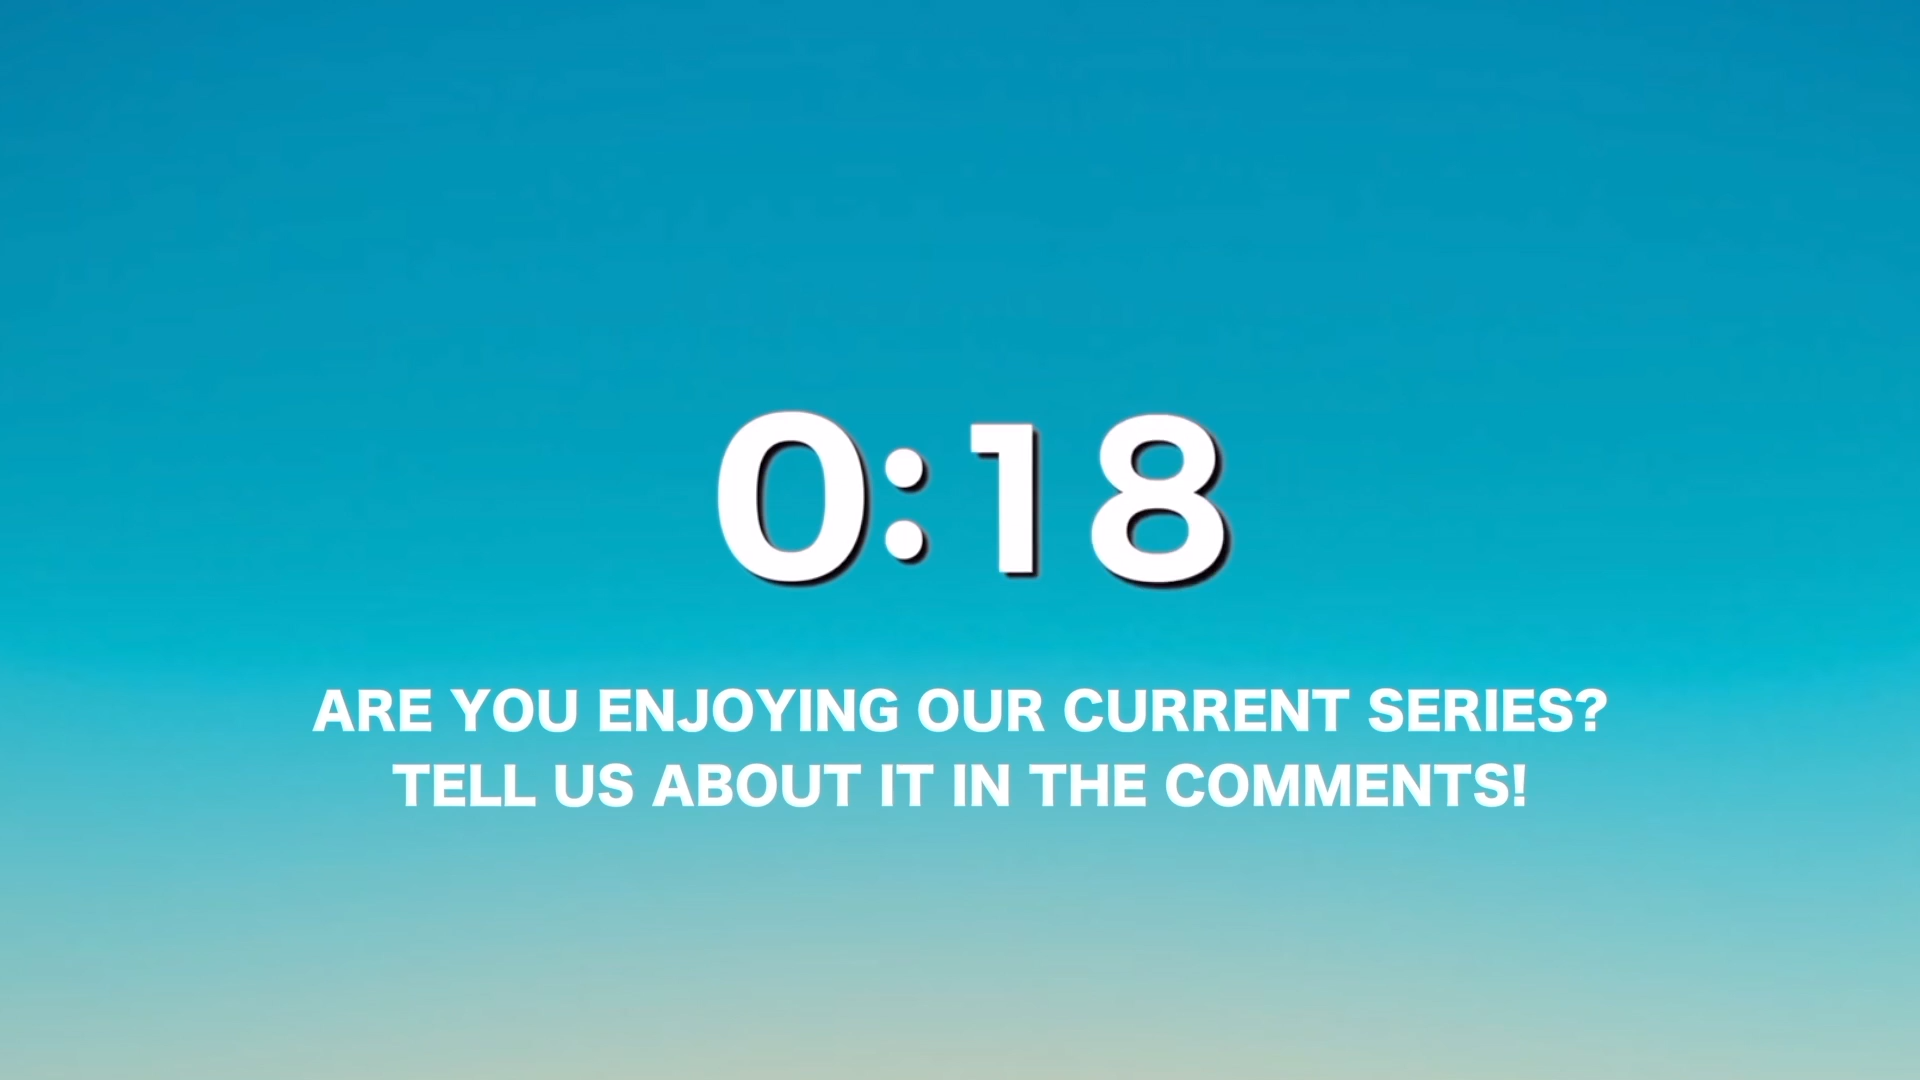 0:18
ARE YOU ENJOYING OUR CURRENT SERIES?
TELL US ABOUT IT IN THE COMMENTS!